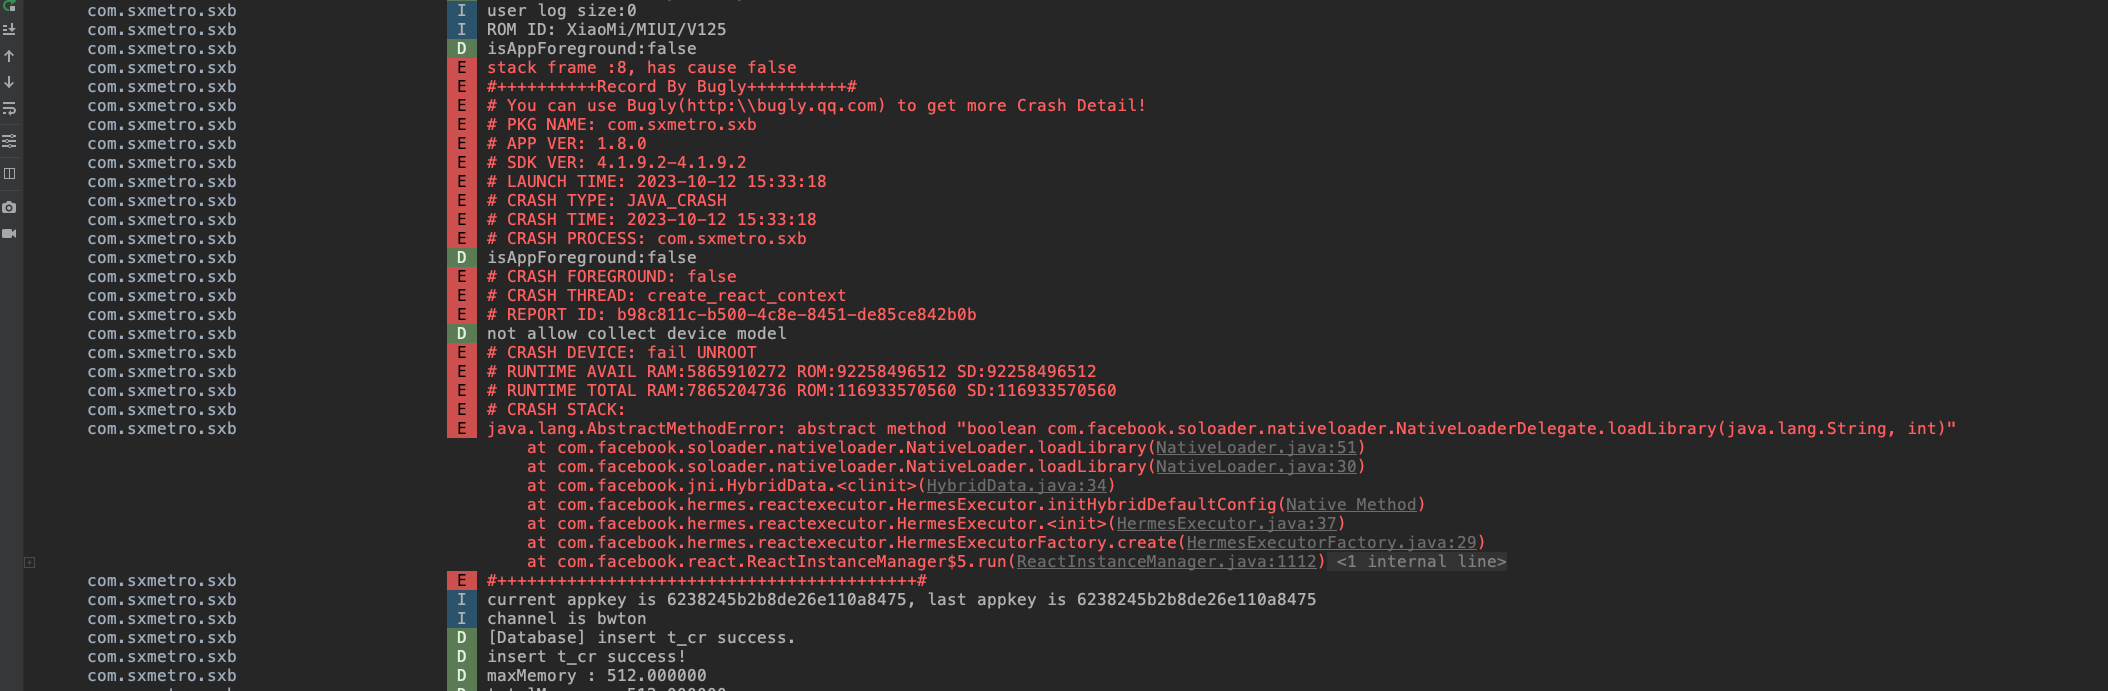 com.sxmetro.sxb I user log size:0
com.sxmetro.sxb I ROM ID: XiaoMi/MIUI/V125
com.sxmetro.sxb D isAppForeground:false
com.sxmetro.sxb E stack frame :8, has cause false
com.sxmetro.sxb E #++++++++++Record By Bugly++++++++++#
com.sxmetro.sxb E # You can use Bugly(http:\\bugly.qq.com) to get more Crash Detail!
com.sxmetro.sxb E # PKG NAME: com.sxmetro.sxb
com.sxmetro.sxb E # APP VER: 1.8.0
com.sxmetro.sxb E # SDK VER: 4.1.9.2-4.1.9.2
com.sxmetro.sxb E # LAUNCH TIME: 2023-10-12 15:33:18
com.sxmetro.sxb E # CRASH TYPE: JAVA_CRASH
com.sxmetro.sxb E # CRASH TIME: 2023-10-12 15:33:18
com.sxmetro.sxb E # CRASH PROCESS: com.sxmetro.sxb
com.sxmetro.sxb D isAppForeground:false
com.sxmetro.sxb E # CRASH FOREGROUND: false
com.sxmetro.sxb E # CRASH THREAD: create_react_context
com.sxmetro.sxb E # REPORT ID: b98c811c-b500-4c8e-8451-de85ce842b0b
com.sxmetro.sxb D not allow collect device model
com.sxmetro.sxb E # CRASH DEVICE: fail UNROOT
com.sxmetro.sxb E # RUNTIME AVAIL RAM:5865910272 ROM:92258496512 SD:92258496512
com.sxmetro.sxb E # RUNTIME TOTAL RAM:7865204736 ROM:116933570560 SD:116933570560
com.sxmetro.sxb E # CRASH STACK:
com.sxmetro.sxb E java.lang.AbstractMethodError: abstract method "boolean com.facebook.soloader.nativeloader.NativeLoaderDelegate.loadLibrary(java.lang.String, int)"
at com.facebook.soloader.nativeloader.NativeLoader.loadLibrary(NativeLoader.java:51)
at com.facebook.soloader.nativeloader.NativeLoader.loadLibrary(NativeLoader.java:30)
at com.facebook.jni.HybridData.<clinit>(HybridData.java:34)
at com.facebook.hermes.reactexecutor.HermesExecutor.initHybridDefaultConfig(Native Method)
at com.facebook.hermes.reactexecutor.HermesExecutor.<init>(HermesExecutor.java:37)
at com.facebook.hermes.reactexecutor.HermesExecutorFactory.create(HermesExecutorFactory.java:29)
at com.facebook.react.ReactInstanceManager$5.run(ReactInstanceManager.java:1112) <1 internal line>
com.sxmetro.sxb E #++++++++++++++++++++++++++++++++++++++++++#
com.sxmetro.sxb I current appkey is 6238245b2b8de26e110a8475, last appkey is 6238245b2b8de26e110a8475
com.sxmetro.sxb I channel is bwton
com.sxmetro.sxb D [Database] insert t_cr success.
com.sxmetro.sxb D insert t_cr success!
com.sxmetro.sxb D maxMemory : 512.000000